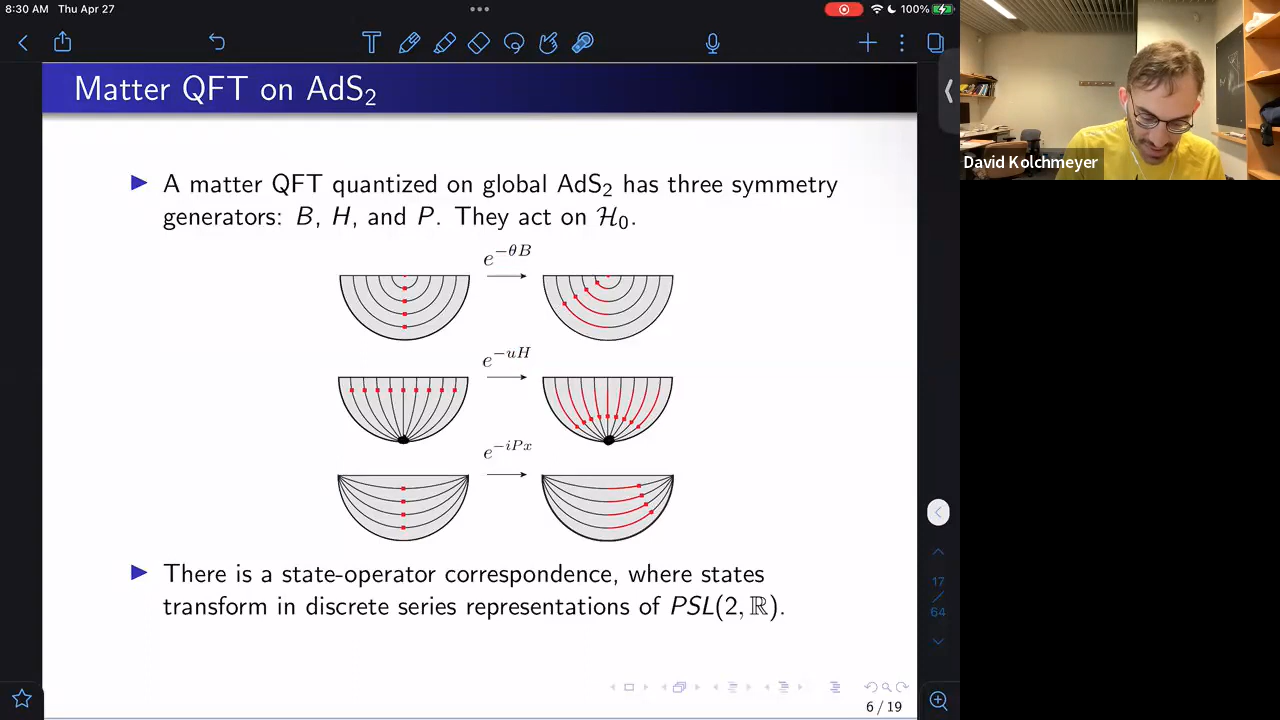 8:30 AM Thu Apr 27
100%
Matter QFT on AdS₂
David Kolchmeyer
▶ A matter QFT quantized on global AdS₂ has three symmetry
generators: B, H, and P. They act on ℋ₀.
e^{−θB}
e^{−uH}
e^{−iPx}
▶ There is a state-operator correspondence, where states
transform in discrete series representations of PSL(2, ℝ).
17
/
64
6 / 19